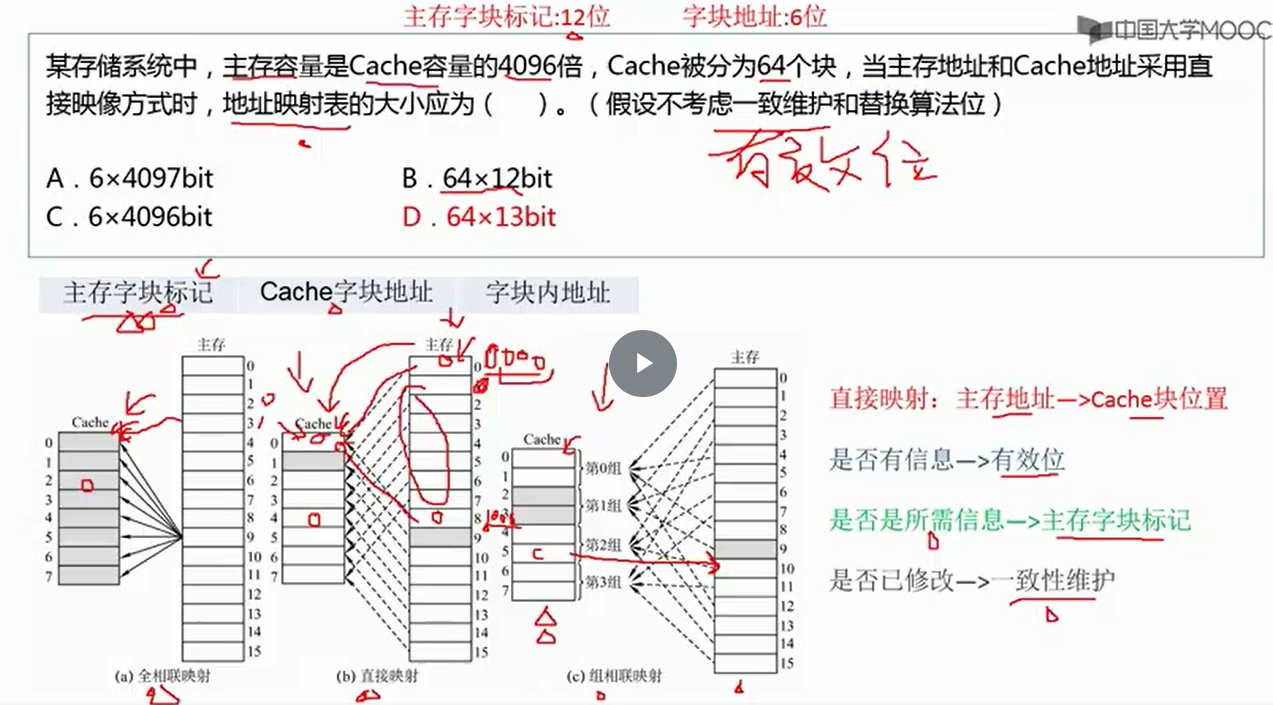 主存字块标记:12位 字块地址:6位
中国大学MOOC
某存储系统中，主存容量是Cache容量的4096倍，Cache被分为64个块，当主存地址和Cache地址采用直
接映像方式时，地址映射表的大小应为（ ）。（假设不考虑一致维护和替换算法位）
有效位
A．6×4097bit B．64×12bit
C．6×4096bit D．64×13bit
主存字块标记 Cache字块地址 字块内地址
主存
0
1
2
3
4
5
6
7
8
9
10
11
12
13
14
15
Cache
0
1
2
3
4
5
6
7
(a) 全相联映射
主存
0
2
3
4
5
6
7
8
9
10
11
12
13
14
15
Cache
0
1
2
3
4
5
6
7
(b) 直接映射
主存
0
1
2
3
4
5
6
7
8
9
10
11
12
13
14
15
Cache
0
1
2
3
4
5
6
7
第0组
第1组
第2组
第3组
(c) 组相联映射
直接映射：主存地址—>Cache块位置
是否有信息—>有效位
是否是所需信息—>主存字块标记
是否已修改—>一致性维护